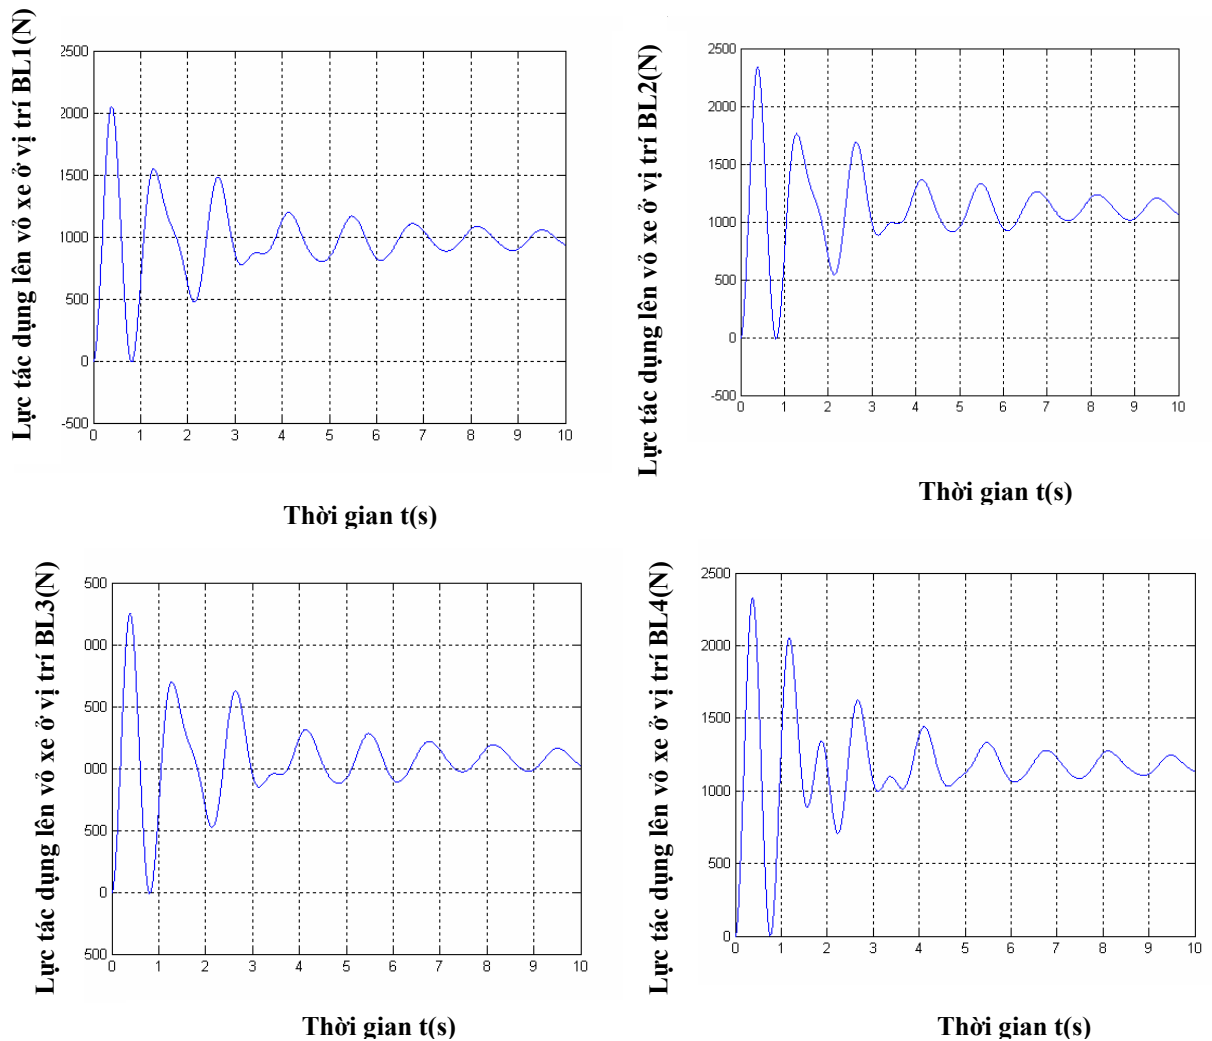 Lực tác dụng lên vỏ xe ở vị trí BL1(N)
2500
2000
1500
1000
500
0
-500
0 1 2 3 4 5 6 7 8 9 10
Thời gian t(s)
Lực tác dụng lên vỏ xe ở vị trí BL2(N)
2500
2000
1500
1000
500
0
-500
0 1 2 3 4 5 6 7 8 9 10
Thời gian t(s)
Lực tác dụng lên vỏ xe ở vị trí BL3(N)
500
000
500
000
500
0
500
0 1 2 3 4 5 6 7 8 9 10
Thời gian t(s)
Lực tác dụng lên vỏ xe ở vị trí BL4(N)
2500
2000
1500
1000
500
0
0 1 2 3 4 5 6 7 8 9 10
Thời gian t(s)